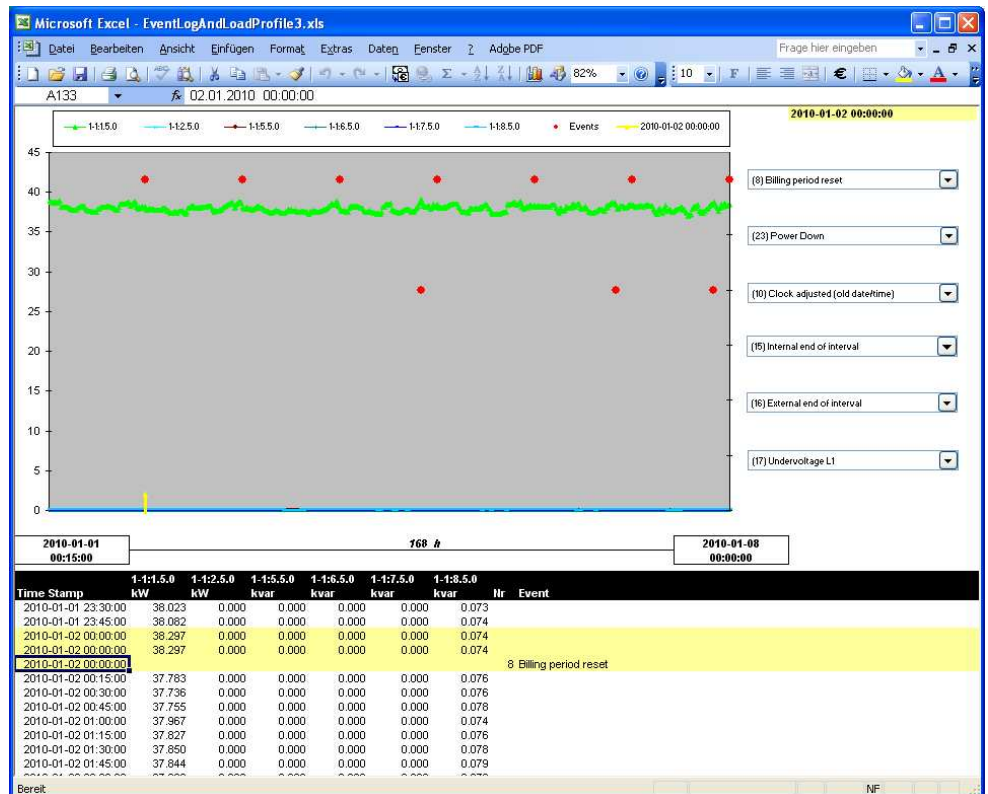 Microsoft Excel - EventLogAndLoadProfile3.xls
Datei Bearbeiten Ansicht Einfügen Format Extras Daten Fenster ? Adobe PDF Frage hier eingeben
82% 10 F €
A133 fx 02.01.2010 00:00:00
1-1:1.5.0 1-1:2.5.0 1-1:5.5.0 1-1:6.5.0 1-1:7.5.0 1-1:8.5.0 Events 2010-01-02 00:00:00
2010-01-02 00:00:00
45
40
35
30
25
20
15
10
5
0
(8) Billing period reset
(23) Power Down
(10) Clock adjusted (old date/time)
(15) Internal end of interval
(16) External end of interval
(17) Undervoltage L1
2010-01-01 168 h 2010-01-08
00:15:00 00:00:00
1-1:1.5.0 1-1:2.5.0 1-1:5.5.0 1-1:6.5.0 1-1:7.5.0 1-1:8.5.0
Time Stamp kW kW kvar kvar kvar kvar Nr Event
2010-01-01 23:30:00 38.023 0.000 0.000 0.000 0.000 0.073
2010-01-01 23:45:00 38.082 0.000 0.000 0.000 0.000 0.074
2010-01-02 00:00:00 38.297 0.000 0.000 0.000 0.000 0.074
2010-01-02 00:00:00 38.297 0.000 0.000 0.000 0.000 0.074
2010-01-02 00:00:00 8 Billing period reset
2010-01-02 00:15:00 37.783 0.000 0.000 0.000 0.000 0.076
2010-01-02 00:30:00 37.736 0.000 0.000 0.000 0.000 0.076
2010-01-02 00:45:00 37.755 0.000 0.000 0.000 0.000 0.078
2010-01-02 01:00:00 37.967 0.000 0.000 0.000 0.000 0.074
2010-01-02 01:15:00 37.827 0.000 0.000 0.000 0.000 0.076
2010-01-02 01:30:00 37.850 0.000 0.000 0.000 0.000 0.078
2010-01-02 01:45:00 37.844 0.000 0.000 0.000 0.000 0.079
Bereit NF